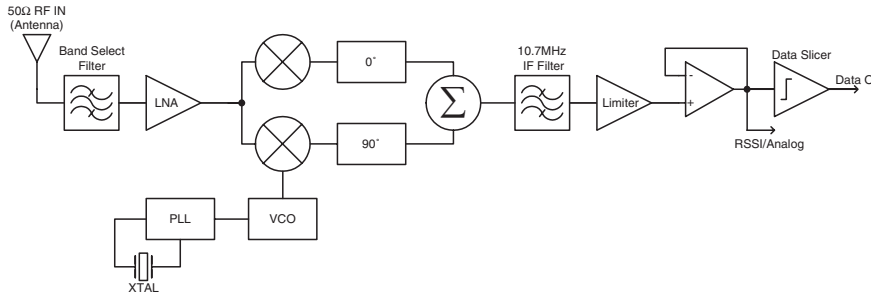 50Ω RF IN
(Antenna)
Band Select
Filter
LNA
0°
90°
Σ
10.7MHz
IF Filter
Limiter
-
+
Data Slicer
Data O
RSSI/Analog
PLL
VCO
XTAL